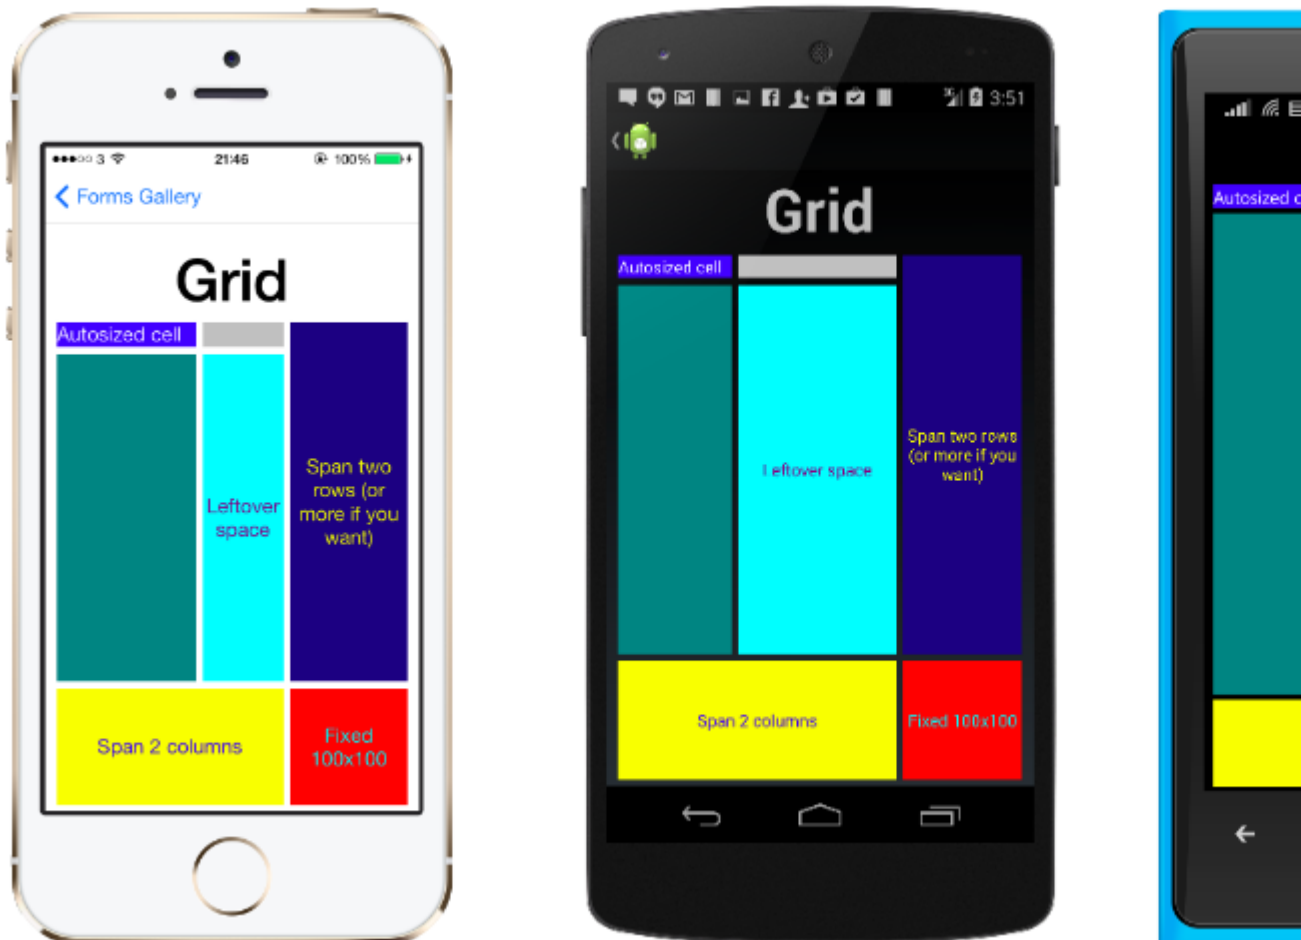 3
21:46
100%
Forms Gallery
Grid
Autosized cell
Leftover
space
Span two
rows (or
more if you
want)
Span 2 columns
Fixed
100x100
3:51
Grid
Autosized cell
Leftover space
Span two rows
(or more if you
want)
Span 2 columns
Fixed 100x100
Autosized